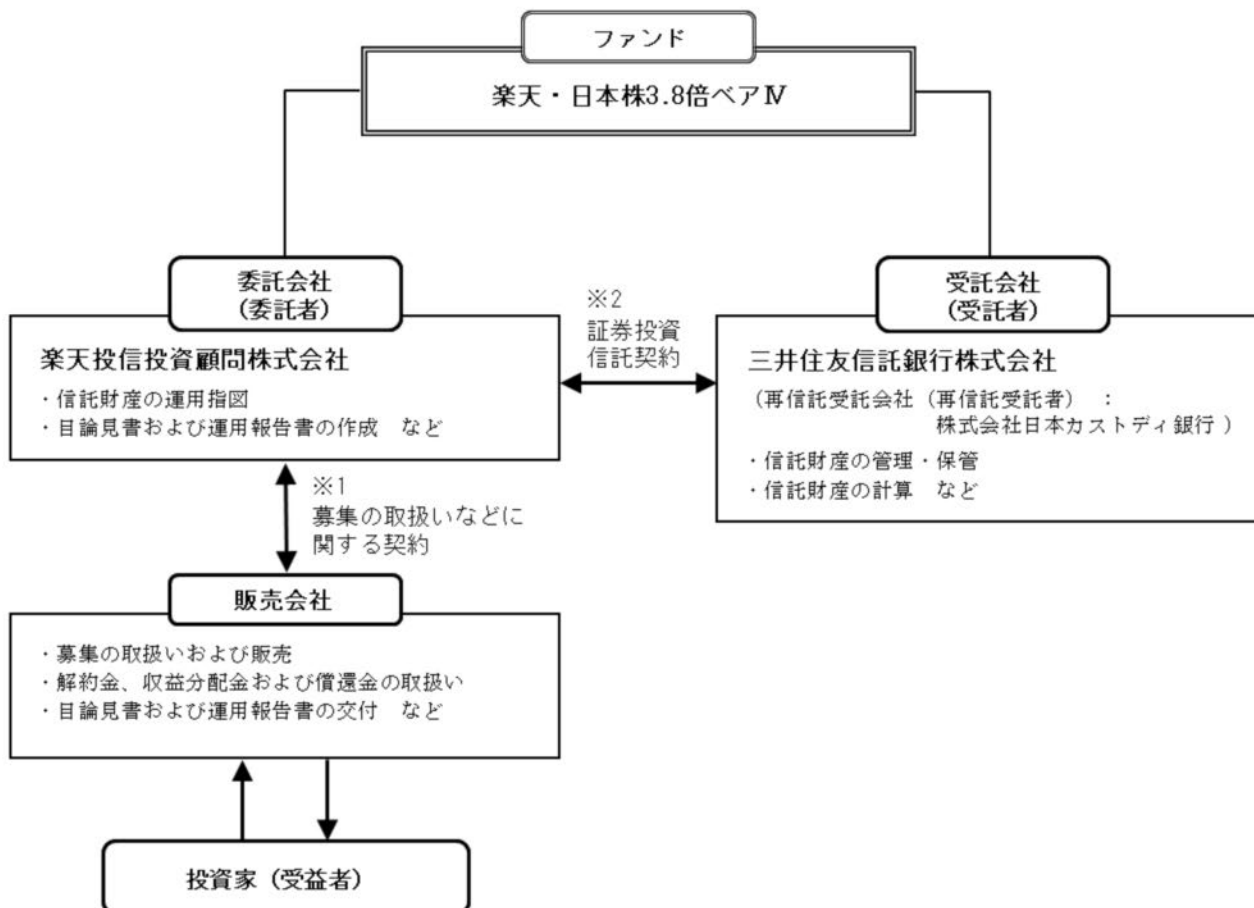 ファンド
楽天・日本株3.8倍ベアⅣ
委託会社
(委託者)
楽天投信投資顧問株式会社
・信託財産の運用指図
・目論見書および運用報告書の作成 など
※2
証券投資
信託契約
受託会社
(受託者)
三井住友信託銀行株式会社
(再信託受託会社(再信託受託者) :
株式会社日本カストディ銀行 )
・信託財産の管理・保管
・信託財産の計算 など
※1
募集の取扱いなどに
関する契約
販売会社
・募集の取扱いおよび販売
・解約金、収益分配金および償還金の取扱い
・目論見書および運用報告書の交付 など
投資家(受益者)